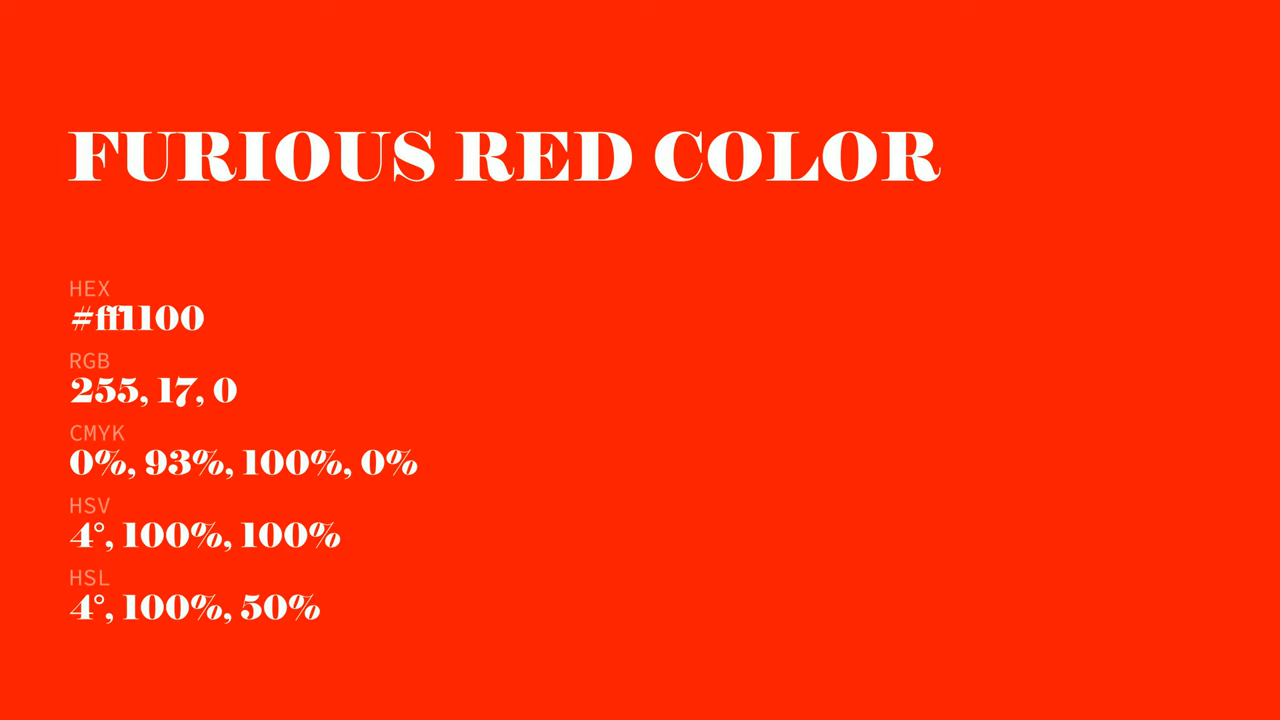 FURIOUS RED COLOR
HEX
#ff1100
RGB
255, 17, 0
CMYK
0%, 93%, 100%, 0%
HSV
4°, 100%, 100%
HSL
4°, 100%, 50%